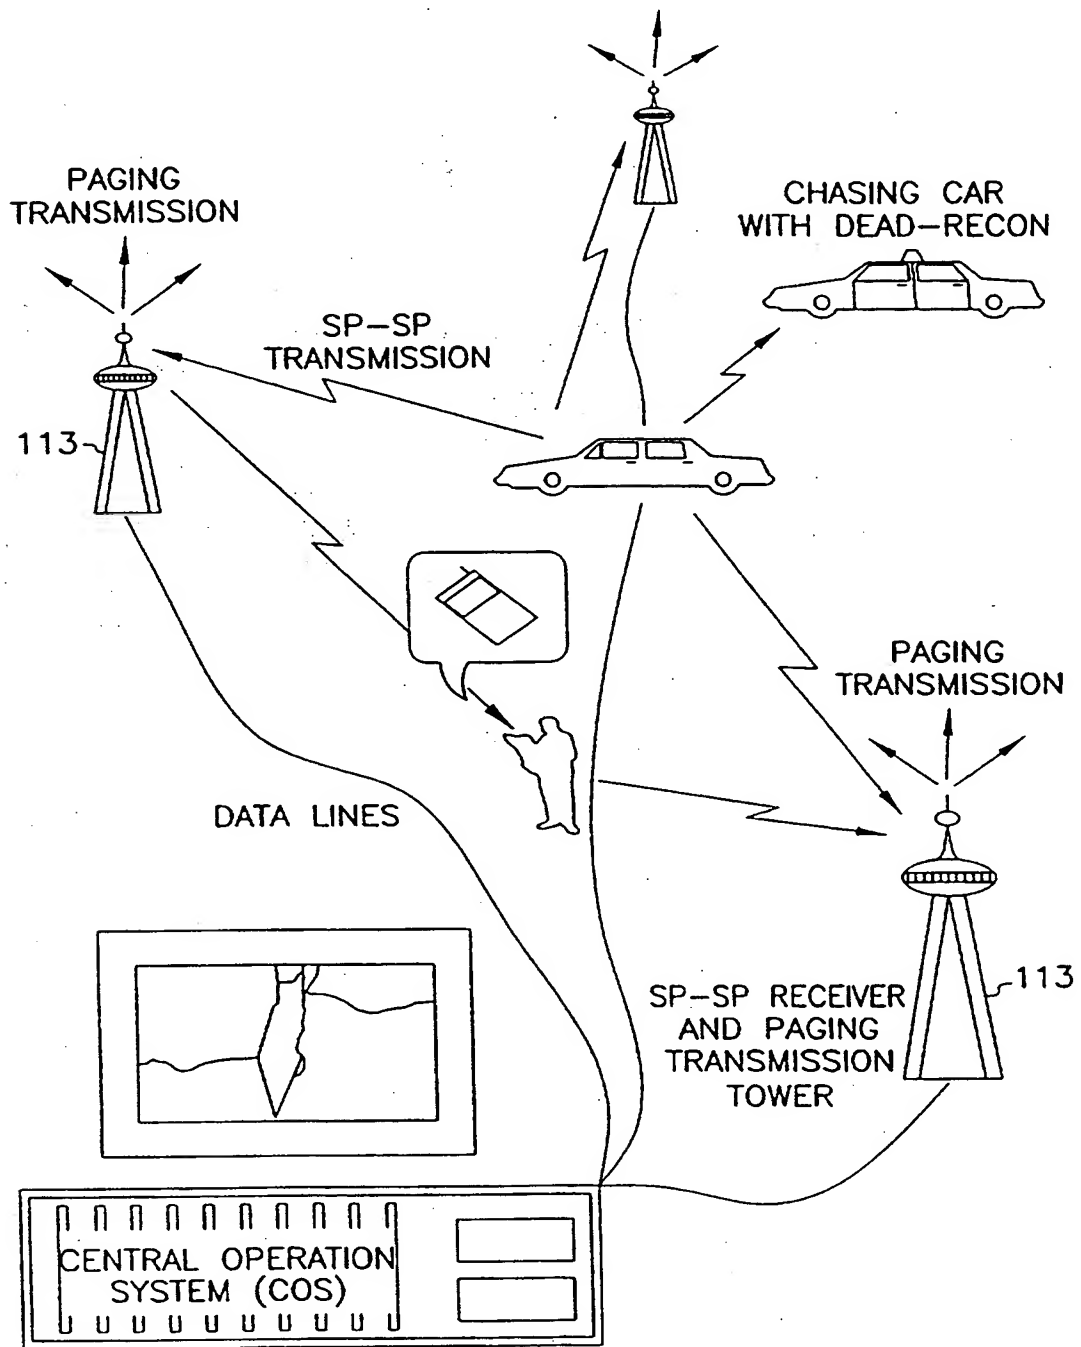 PAGING
TRANSMISSION
CHASING CAR
WITH DEAD-RECON
SP-SP
TRANSMISSION
113
PAGING
TRANSMISSION
DATA LINES
113
SP-SP RECEIVER
AND PAGING
TRANSMISSION
TOWER
CENTRAL OPERATION
SYSTEM (COS)